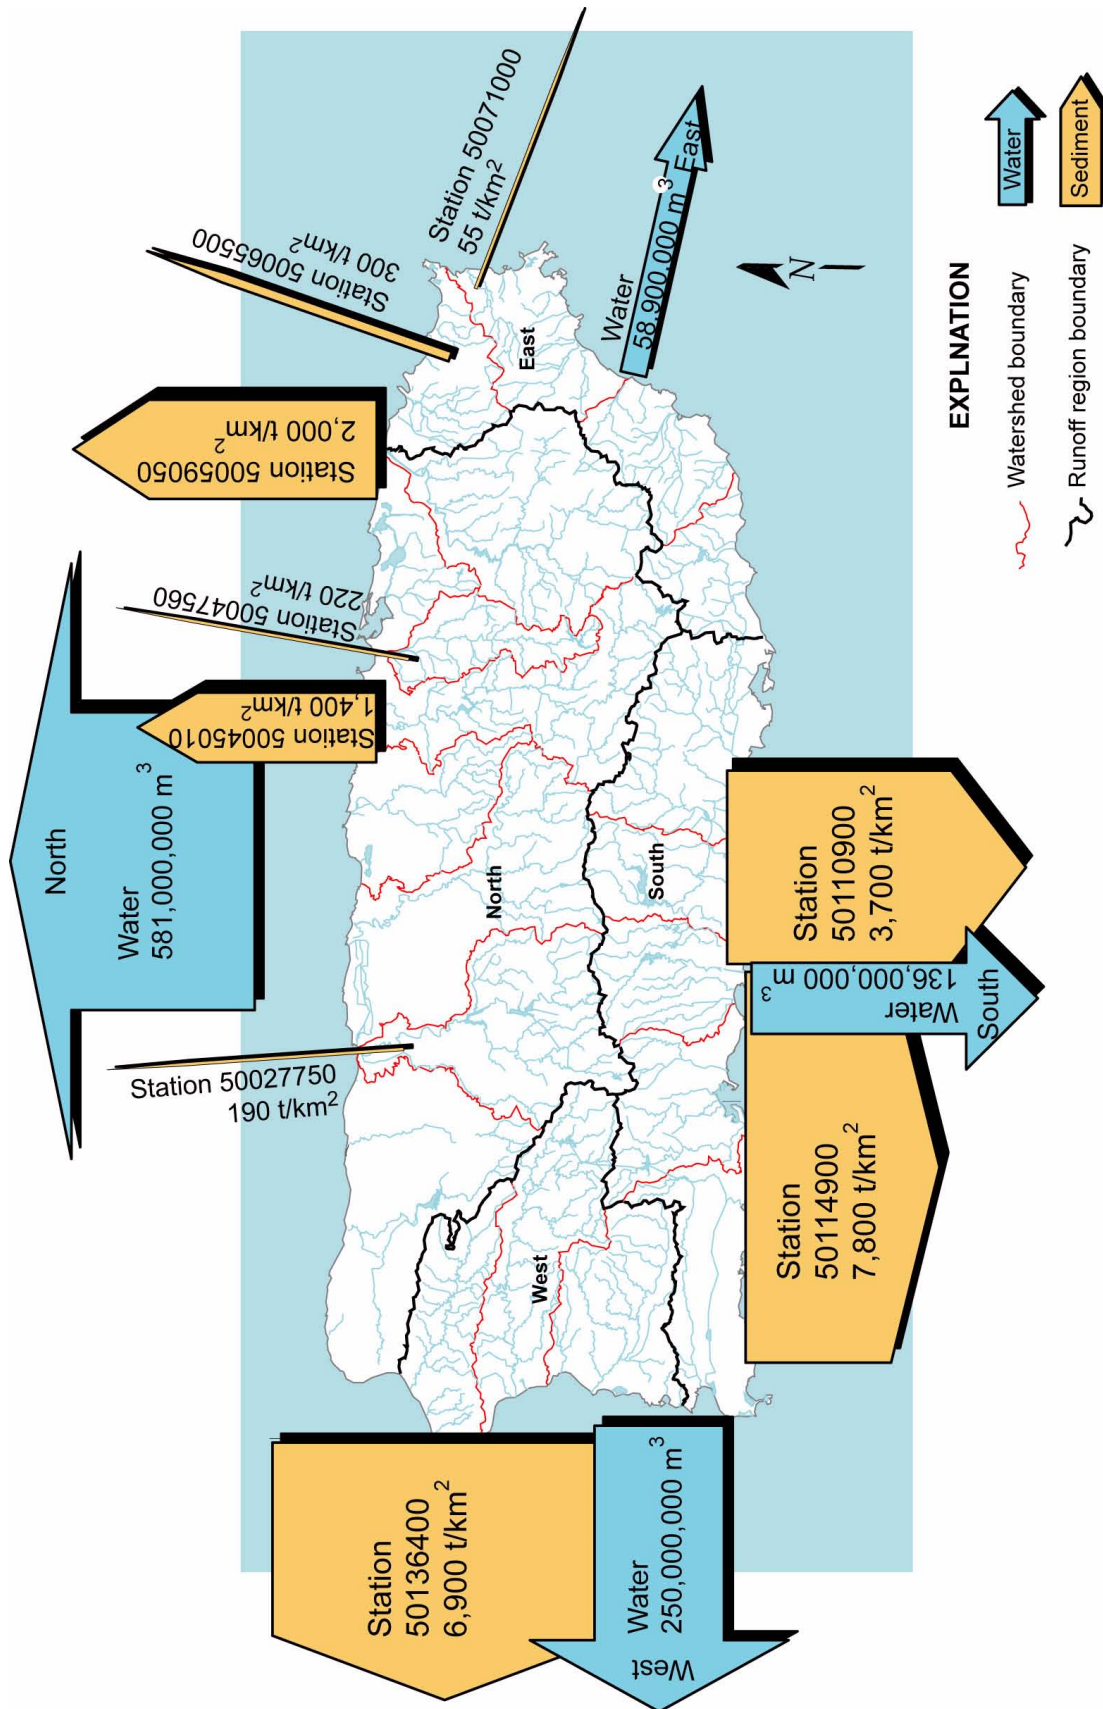 North
Water
581,000,000 m³
Station 50045010
1,400 t/km²
Station 50047560
220 t/km²
Station 50059050
2,000 t/km²
Station 50065500
300 t/km²
Station 50071000
55 t/km²
Station 50027750
190 t/km²
East
Water
58,900,000 m³ East
North
South
West
Station
50136400
6,900 t/km²
Water
250,000,000 m³
West
Station
50114900
7,800 t/km²
Water
136,000,000 m³
South
Station
50110900
3,700 t/km²
N
EXPLNATION
Watershed boundary
Runoff region boundary
Water
Sediment